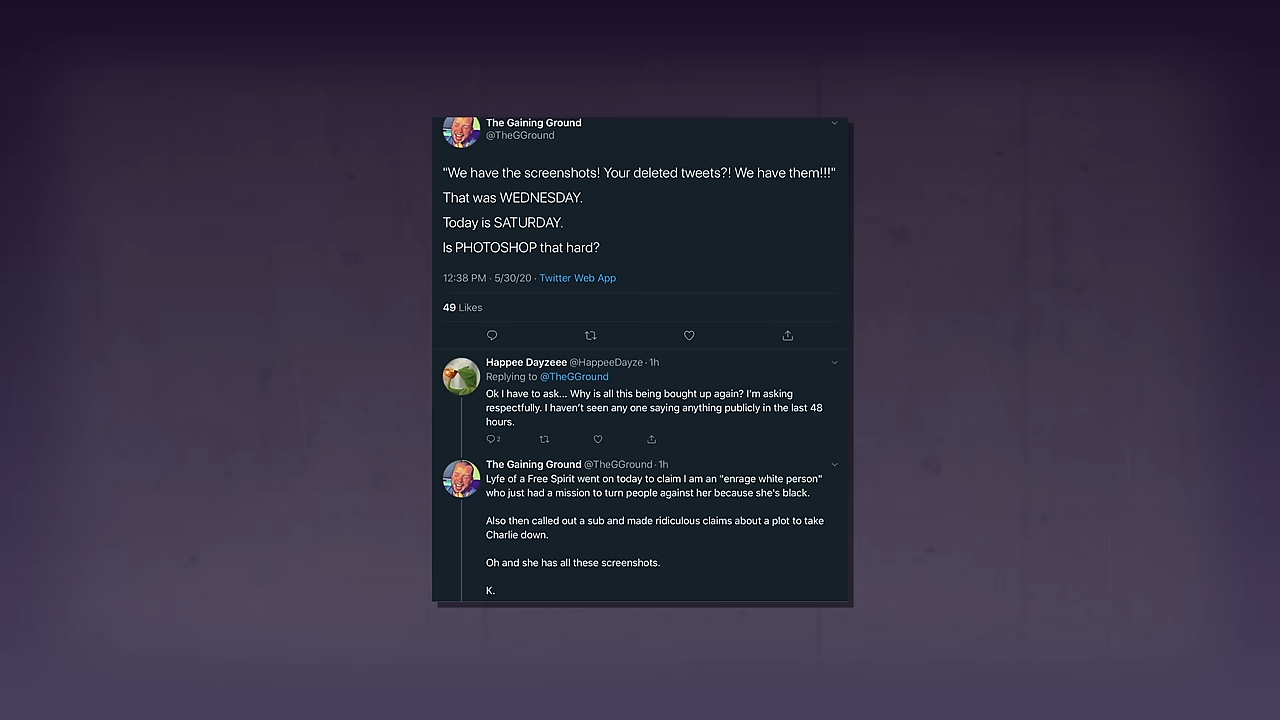 The Gaining Ground
@TheGGround
"We have the screenshots! Your deleted tweets?! We have them!!!"
That was WEDNESDAY.
Today is SATURDAY.
Is PHOTOSHOP that hard?
12:38 PM · 5/30/20 · Twitter Web App
49 Likes
Happee Dayzeee @HappeeDayze · 1h
Replying to @TheGGround
Ok I have to ask... Why is all this being bought up again? I'm asking
respectfully. I haven't seen any one saying anything publicly in the last 48
hours.
2
The Gaining Ground @TheGGround · 1h
Lyfe of a Free Spirit went on today to claim I am an "enrage white person"
who just had a mission to turn people against her because she's black.
Also then called out a sub and made ridiculous claims about a plot to take
Charlie down.
Oh and she has all these screenshots.
K.